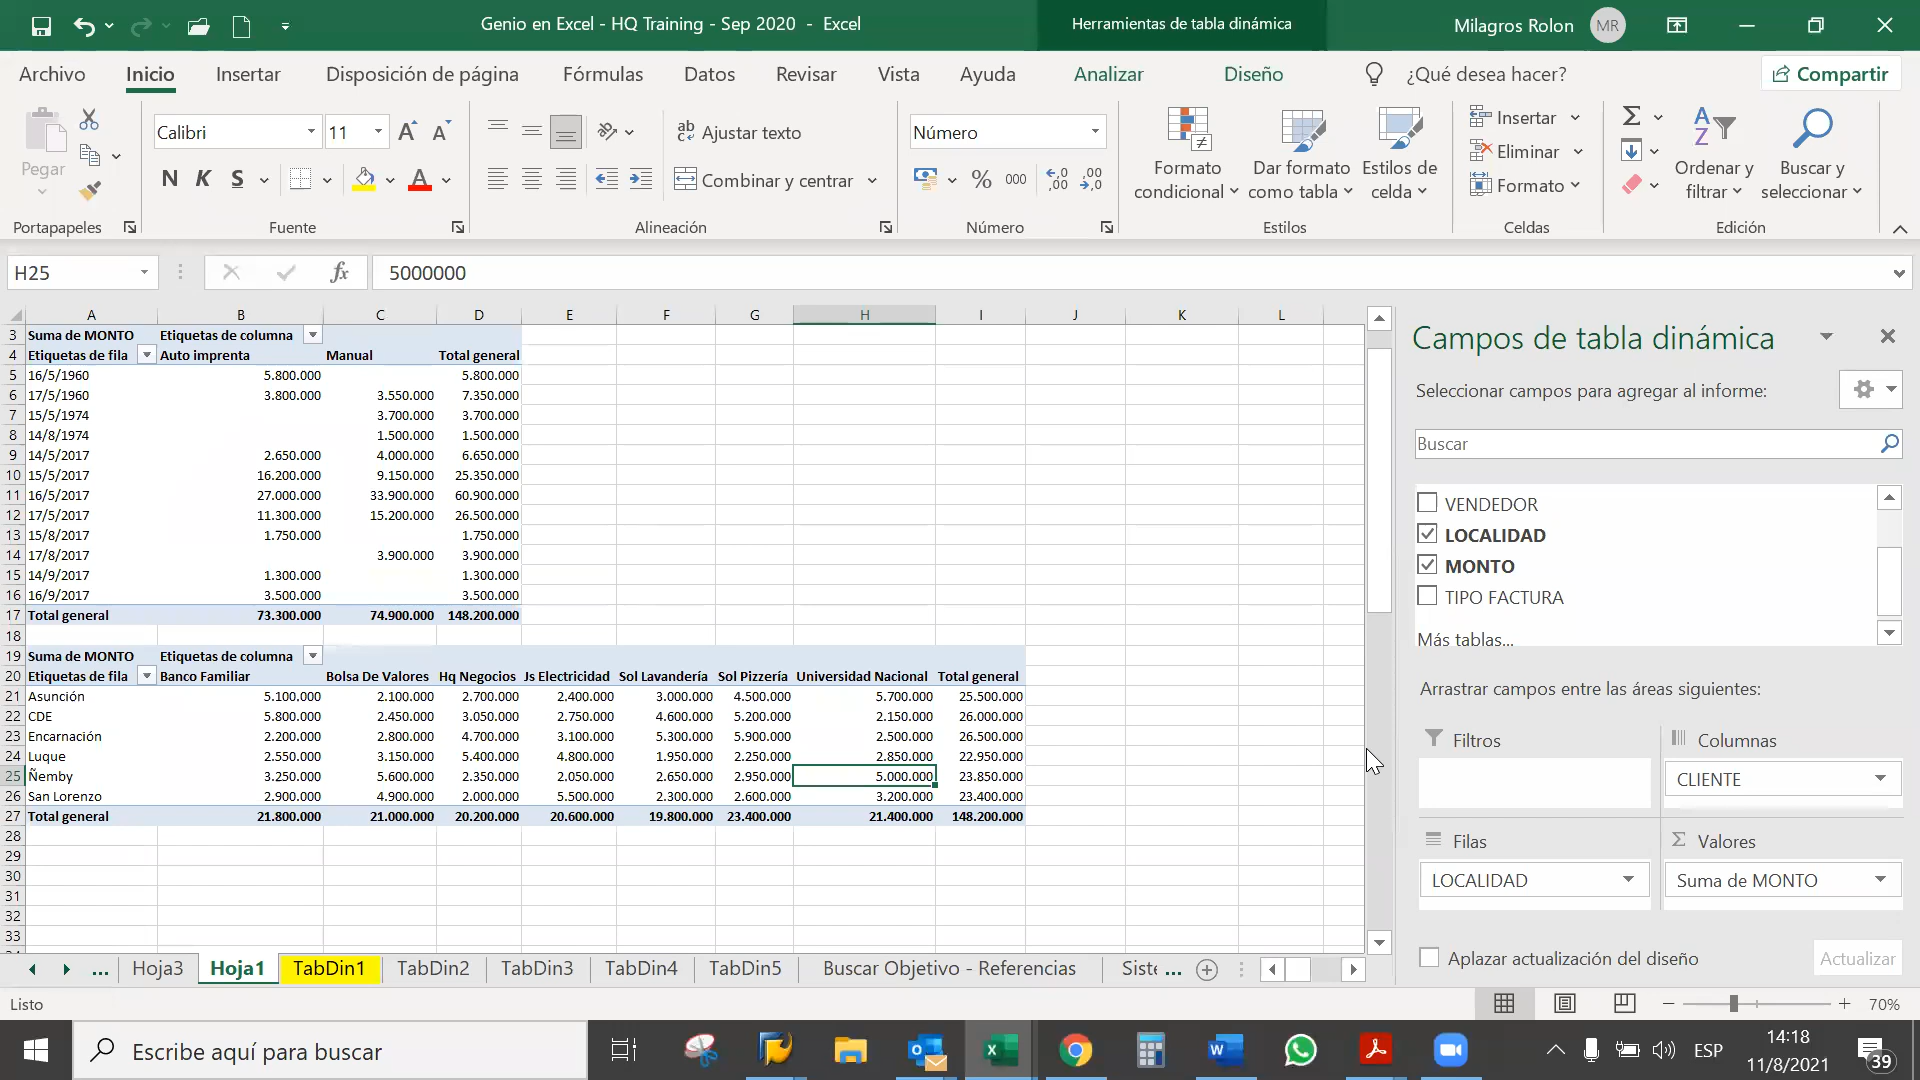 Genio en Excel - HQ Training - Sep 2020 - Excel
Herramientas de tabla dinámica
Milagros Rolon MR
Archivo Inicio Insertar Disposición de página Fórmulas Datos Revisar Vista Ayuda Analizar Diseño ¿Qué desea hacer? Compartir
Pegar
Portapapeles
Calibri 11
N K S
Fuente
Ajustar texto
Combinar y centrar
Alineación
Número
% 000
Número
Formato condicional
Dar formato como tabla
Estilos de celda
Estilos
Insertar
Eliminar
Formato
Celdas
Ordenar y filtrar
Buscar y seleccionar
Edición
H25 fx 5000000
A B C D E F G H I J K L
3 Suma de MONTO Etiquetas de columna
4 Etiquetas de fila Auto imprenta Manual Total general
5 16/5/1960 5.800.000 5.800.000
6 17/5/1960 3.800.000 3.550.000 7.350.000
7 15/5/1974 3.700.000 3.700.000
8 14/8/1974 1.500.000 1.500.000
9 14/5/2017 2.650.000 4.000.000 6.650.000
10 15/5/2017 16.200.000 9.150.000 25.350.000
11 16/5/2017 27.000.000 33.900.000 60.900.000
12 17/5/2017 11.300.000 15.200.000 26.500.000
13 15/8/2017 1.750.000 1.750.000
14 17/8/2017 3.900.000 3.900.000
15 14/9/2017 1.300.000 1.300.000
16 16/9/2017 3.500.000 3.500.000
17 Total general 73.300.000 74.900.000 148.200.000
18
19 Suma de MONTO Etiquetas de columna
20 Etiquetas de fila Banco Familiar Bolsa De Valores Hq Negocios Js Electricidad Sol Lavandería Sol Pizzería Universidad Nacional Total general
21 Asunción 5.100.000 2.100.000 2.700.000 2.400.000 3.000.000 4.500.000 5.700.000 25.500.000
22 CDE 5.800.000 2.450.000 3.050.000 2.750.000 4.600.000 5.200.000 2.150.000 26.000.000
23 Encarnación 2.200.000 2.800.000 4.700.000 3.100.000 5.300.000 5.900.000 2.500.000 26.500.000
24 Luque 2.550.000 3.150.000 5.400.000 4.800.000 1.950.000 2.250.000 2.850.000 22.950.000
25 Ñemby 3.250.000 5.600.000 2.350.000 2.050.000 2.650.000 2.950.000 5.000.000 23.850.000
26 San Lorenzo 2.900.000 4.900.000 2.000.000 5.500.000 2.300.000 2.600.000 3.200.000 23.400.000
27 Total general 21.800.000 21.000.000 20.200.000 20.600.000 19.800.000 23.400.000 21.400.000 148.200.000
28
29
30
31
32
33
Campos de tabla dinámica
Seleccionar campos para agregar al informe:
Buscar
VENDEDOR
LOCALIDAD
MONTO
TIPO FACTURA
Más tablas...
Arrastrar campos entre las áreas siguientes:
Filtros
Columnas
CLIENTE
Filas
LOCALIDAD
Valores
Suma de MONTO
Aplazar actualización del diseño Actualizar
... Hoja3 Hoja1 TabDin1 TabDin2 TabDin3 TabDin4 TabDin5 Buscar Objetivo - Referencias Siste ...
Listo 70%
Escribe aquí para buscar
ESP
14:18
11/8/2021
39